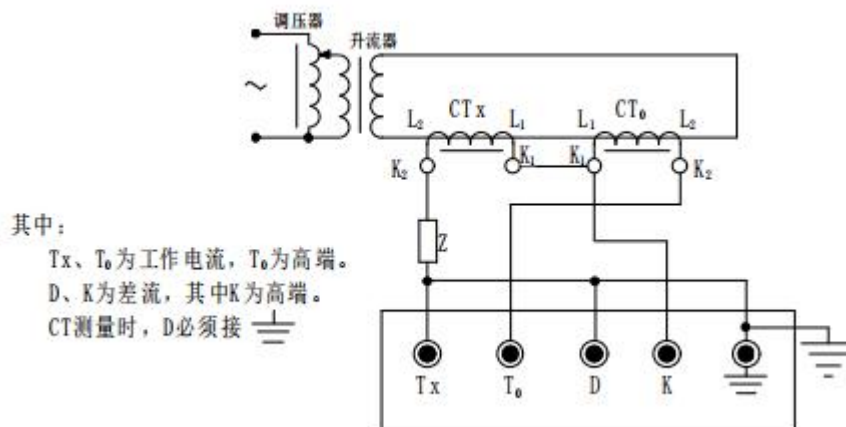 调压器
升流器
~
L₂ CTx L₁ L₁ CT₀ L₂
K₂ K₁ K₁ K₂
Z
其中：
Tx、T₀为工作电流，T₀为高端。
D、K为差流，其中K为高端。
CT测量时，D必须接
Tx T₀ D K